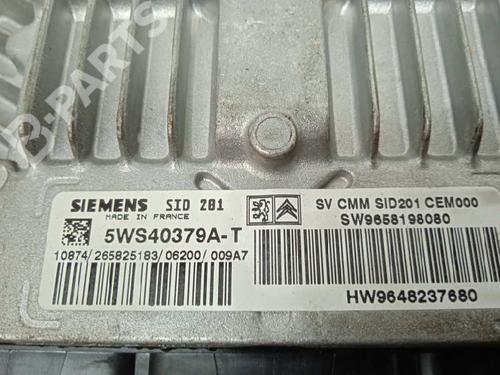 B-PARTS
SIEMENS SID 201
MADE IN FRANCE
5WS40379A-T
10874/265825183/06200/009A7
SV CMM SID201 CEM000
SW9658198080
HW9648237680